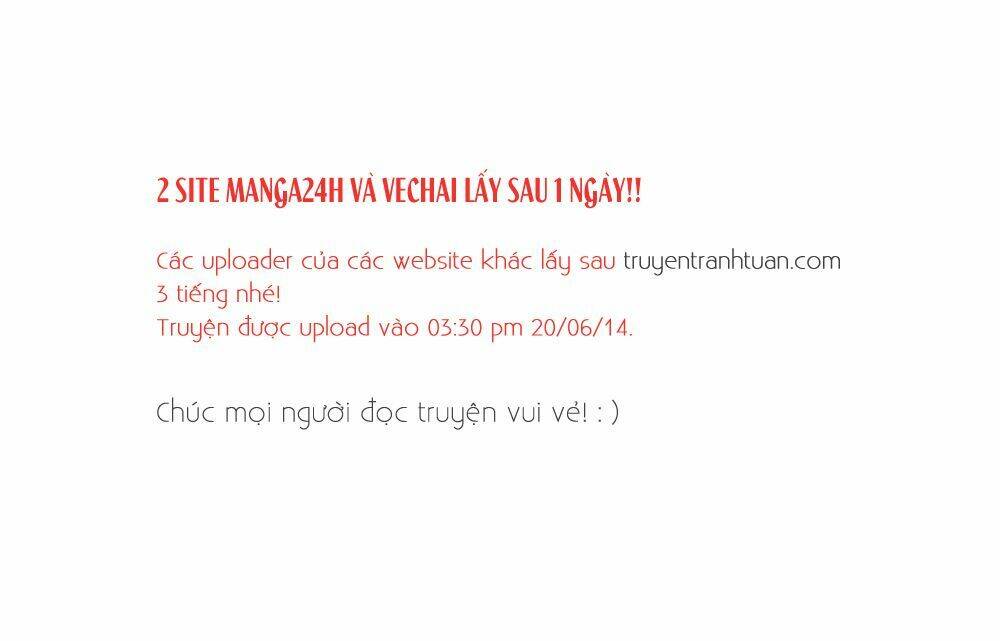 2 SITE MANGA24H VÀ VECHAI LẤY SAU 1 NGÀY!!
Các uploader của các website khác lấy sau truyentranhtuan.com
3 tiếng nhé!
Truyện được upload vào 03:30 pm 20/06/14.
Chúc mọi người đọc truyện vui vẻ! : )